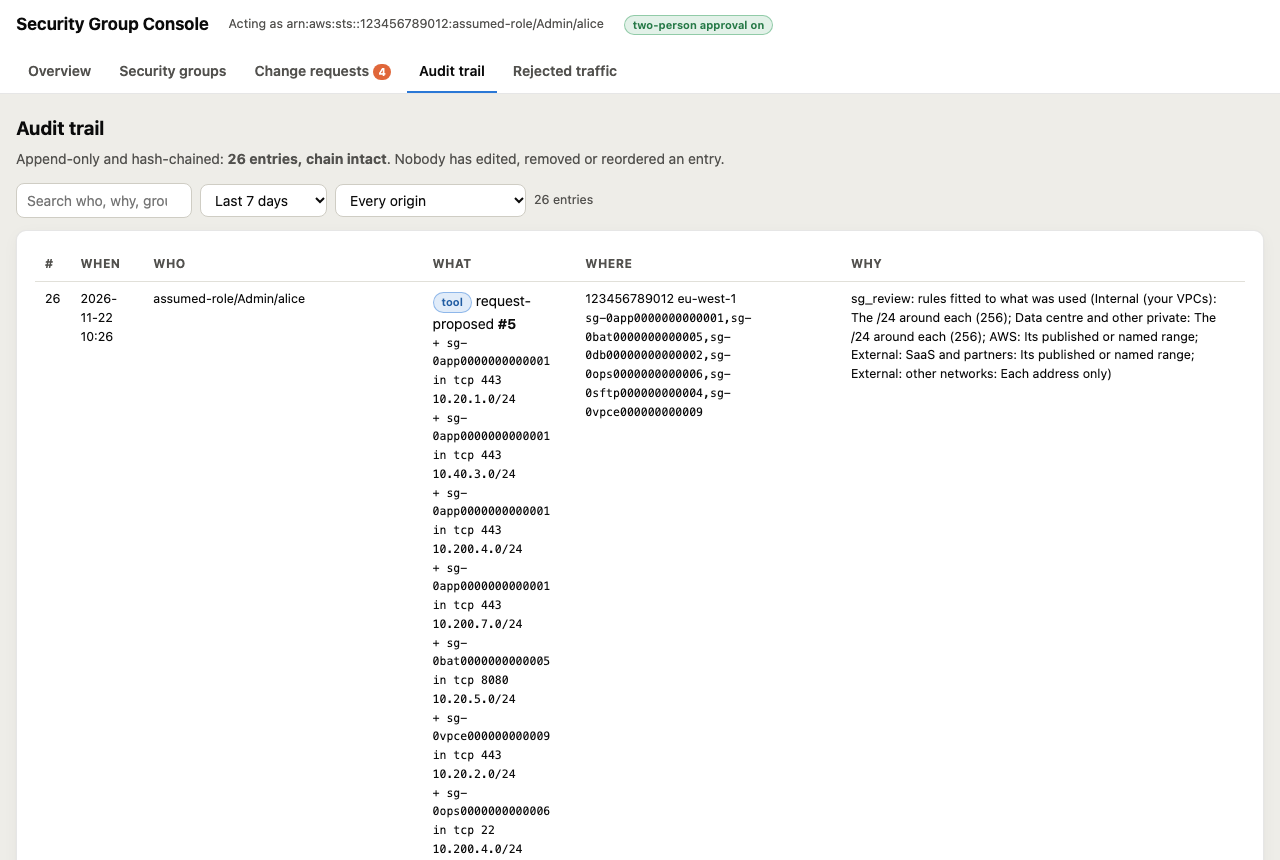 Security Group Console
Acting as arn:aws:sts::123456789012:assumed-role/Admin/alice
two-person approval on
Overview
Security groups
Change requests 4
Audit trail
Rejected traffic
Audit trail
Append-only and hash-chained: 26 entries, chain intact. Nobody has edited, removed or reordered an entry.
Search who, why, grou
Last 7 days
Every origin
26 entries
# WHEN WHO WHAT WHERE WHY
26
2026-
11-22
10:26
assumed-role/Admin/alice
tool request-
proposed #5
+ sg-
0app0000000000001
in tcp 443
10.20.1.0/24
+ sg-
0app0000000000001
in tcp 443
10.40.3.0/24
+ sg-
0app0000000000001
in tcp 443
10.200.4.0/24
+ sg-
0app0000000000001
in tcp 443
10.200.7.0/24
+ sg-
0bat0000000000005
in tcp 8080
10.20.5.0/24
+ sg-
0vpce000000000009
in tcp 443
10.20.2.0/24
+ sg-
0ops0000000000006
in tcp 22
10.200.4.0/24
123456789012 eu-west-1
sg-0app0000000000001,sg-
0bat0000000000005,sg-
0db00000000000002,sg-
0ops0000000000006,sg-
0sftp000000000004,sg-
0vpce000000000009
sg_review: rules fitted to what was used (Internal (your VPCs):
The /24 around each (256); Data centre and other private: The
/24 around each (256); AWS: Its published or named range;
External: SaaS and partners: Its published or named range;
External: other networks: Each address only)